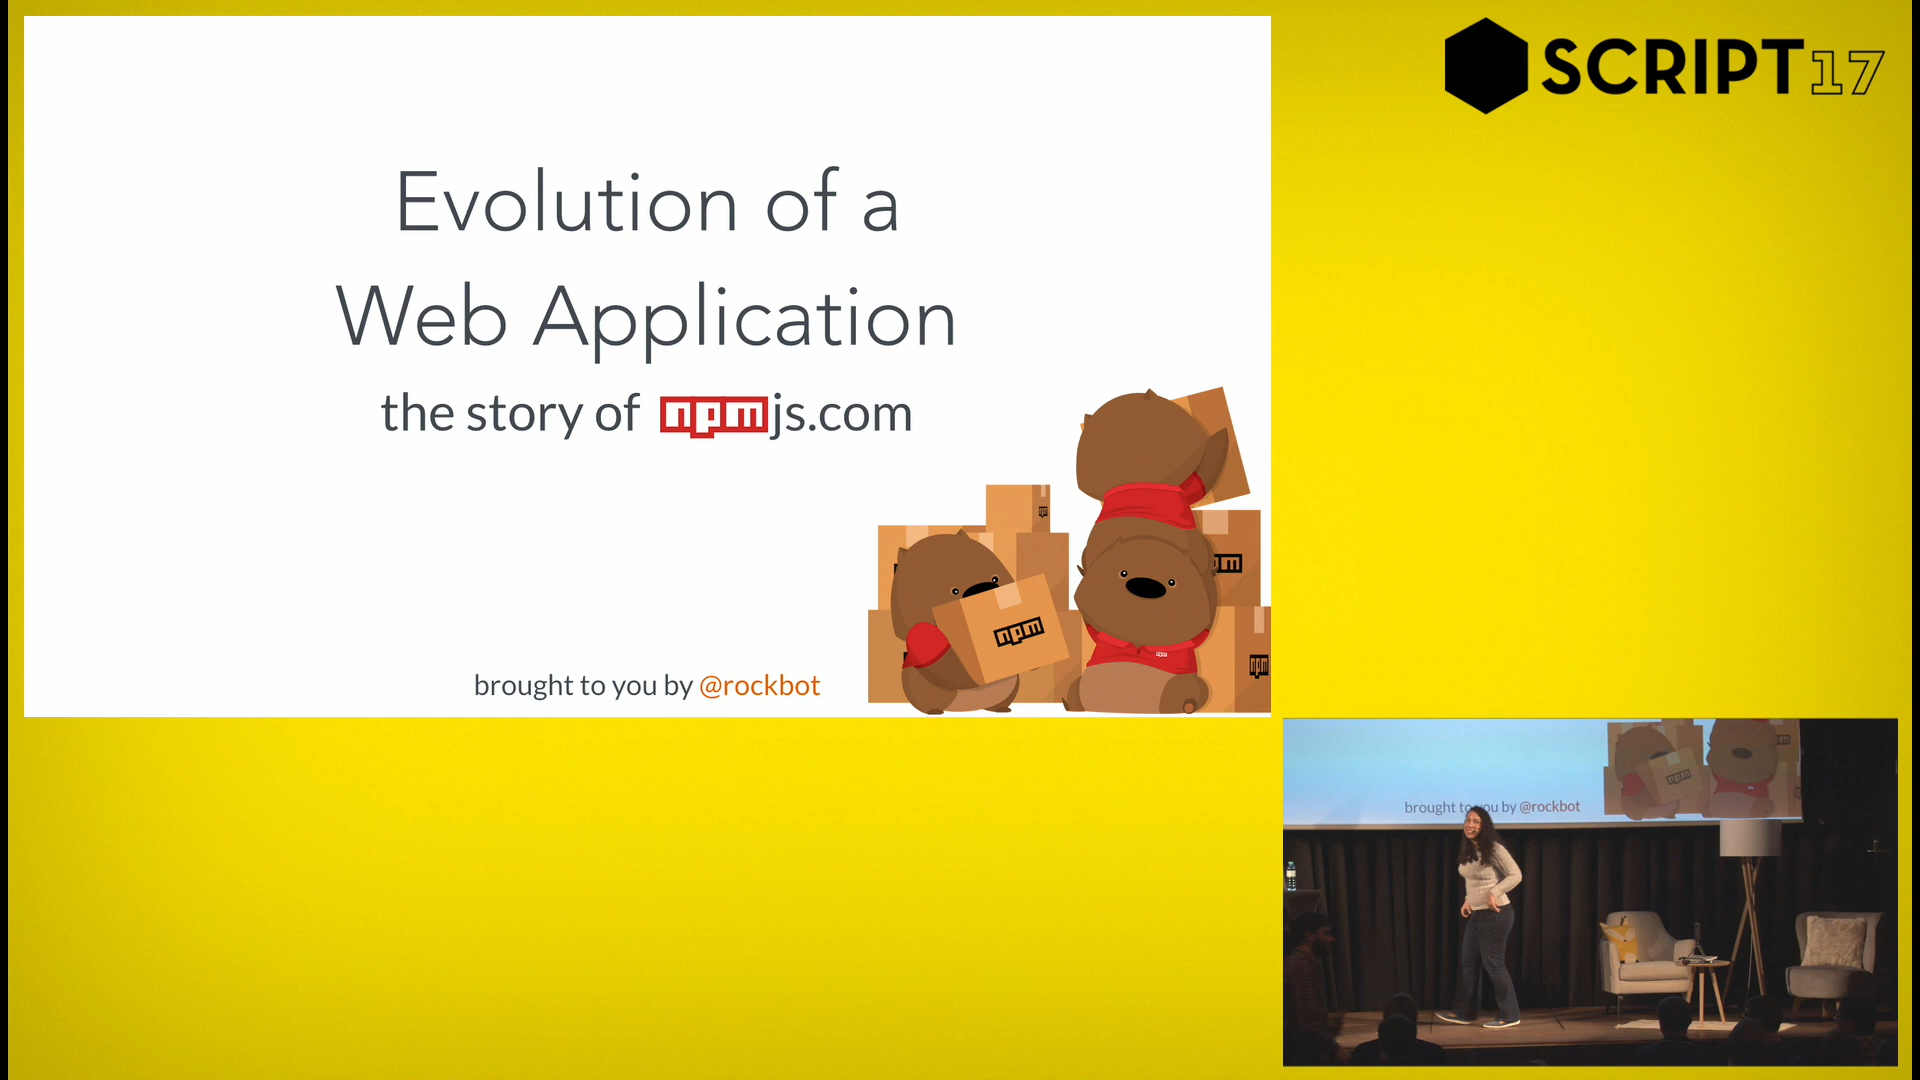 Evolution of a
Web Application
the story of npmjs.com
npm
npm
brought to you by @rockbot
SCRIPT17
npm
brought to you by @rockbot